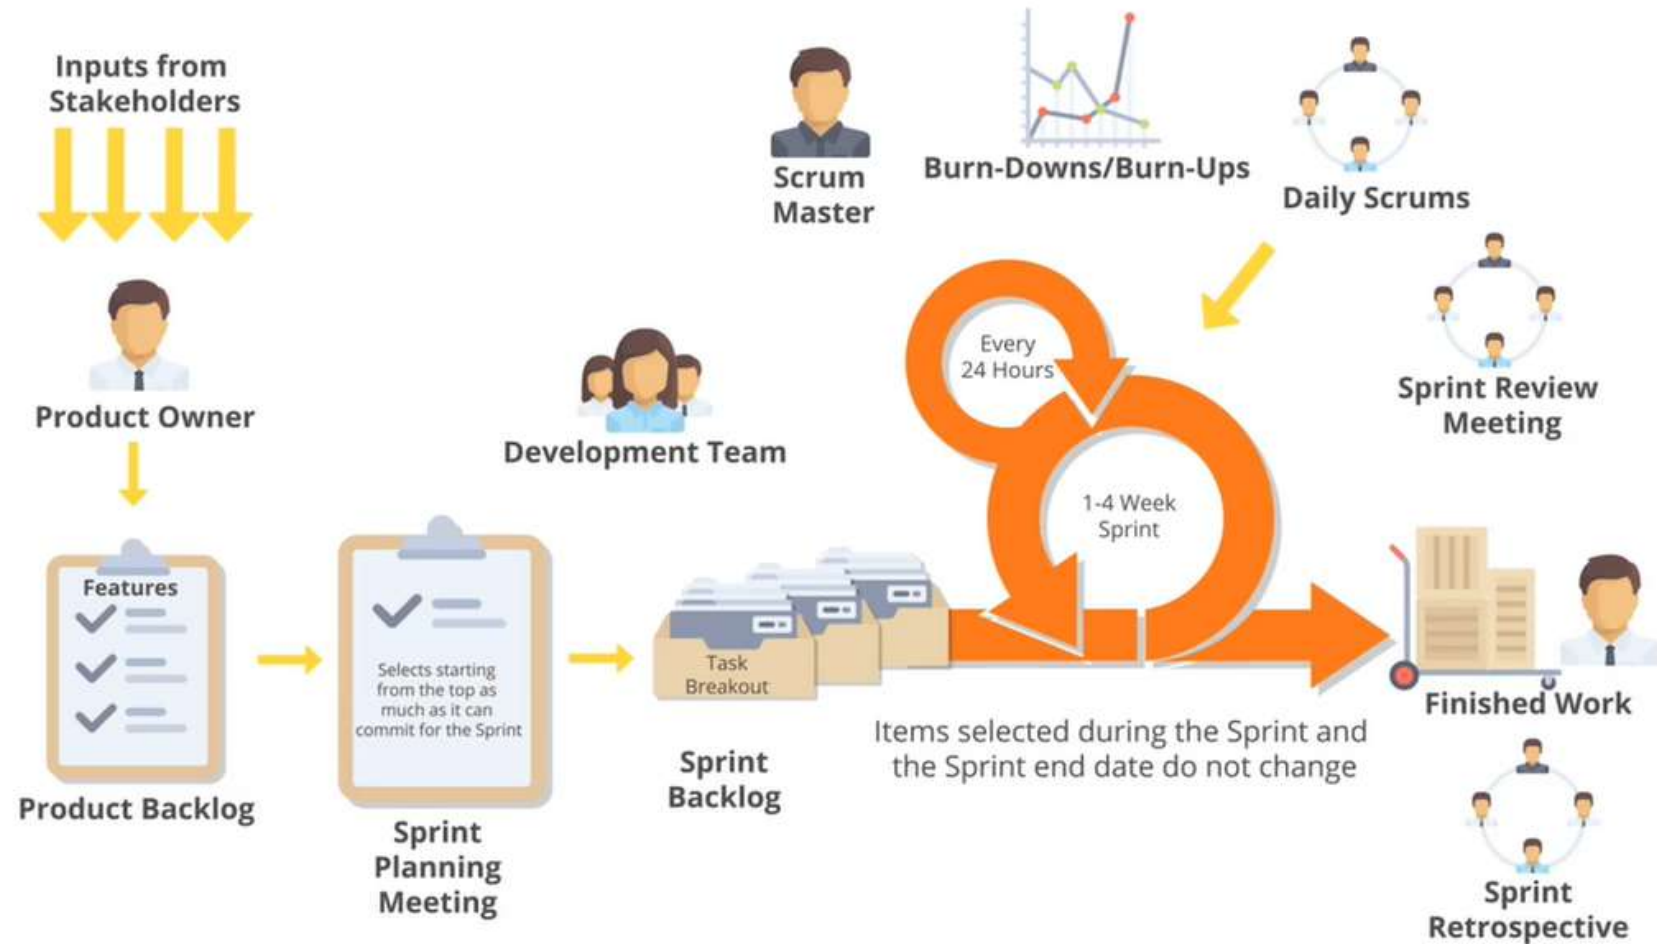 Inputs from
Stakeholders
Product Owner
Features
Product Backlog
Selects starting
from the top as
much as it can
commit for the Sprint
Sprint
Planning
Meeting
Development Team
Task
Breakout
Sprint
Backlog
Scrum
Master
Burn-Downs/Burn-Ups
Daily Scrums
Every
24 Hours
1-4 Week
Sprint
Items selected during the Sprint and
the Sprint end date do not change
Sprint Review
Meeting
Finished Work
Sprint
Retrospective